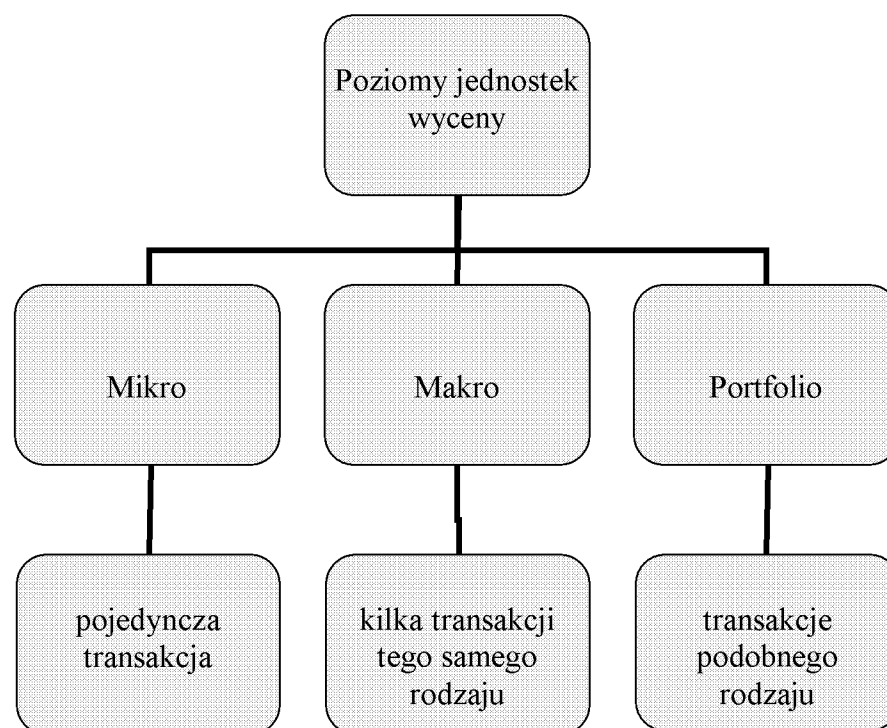 Poziomy jednostek
wyceny
Mikro
Makro
Portfolio
pojedyncza
transakcja
kilka transakcji
tego samego
rodzaju
transakcje
podobnego
rodzaju